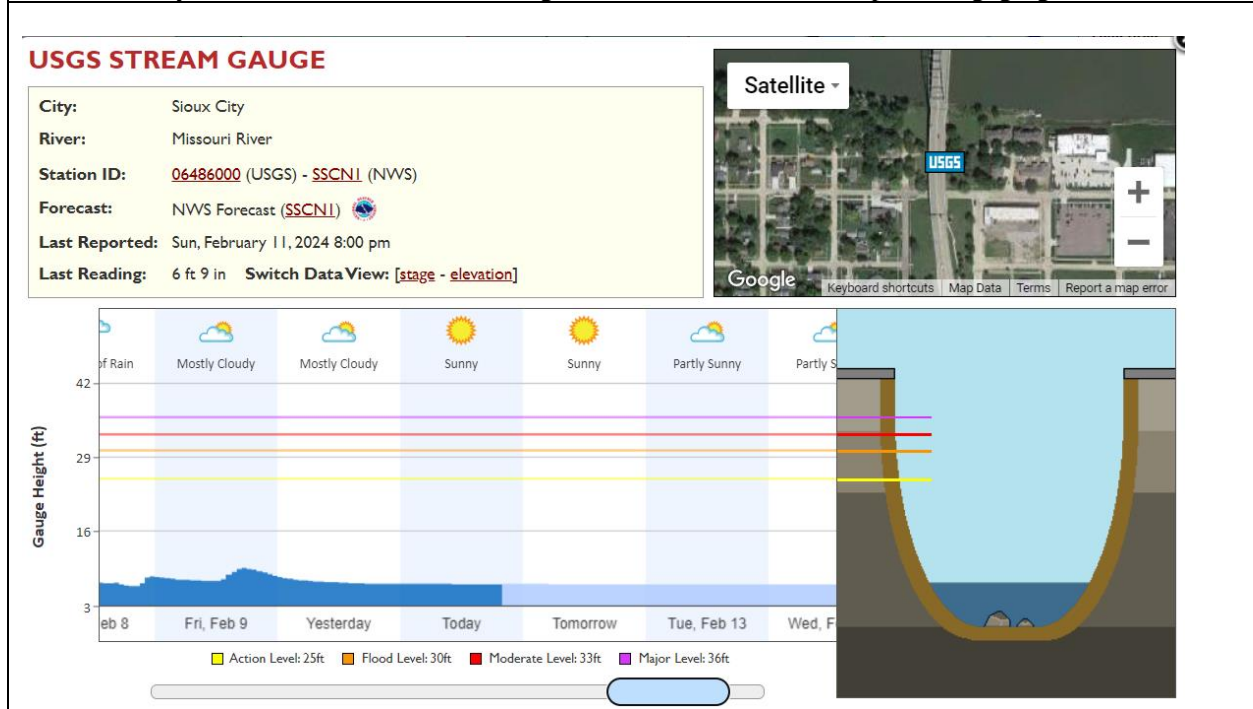 USGS STREAM GAUGE
City: Sioux City
River: Missouri River
Station ID: 06486000 (USGS) - SSCN1 (NWS)
Forecast: NWS Forecast (SSCN1)
Last Reported: Sun, February 11, 2024 8:00 pm
Last Reading: 6 ft 9 in Switch Data View: [stage - elevation]
Satellite
USGS
+
−
Google
Keyboard shortcuts Map Data Terms Report a map error
of Rain Mostly Cloudy Mostly Cloudy Sunny Sunny Partly Sunny Partly S
Gauge Height (ft)
42
29
16
3
eb 8 Fri, Feb 9 Yesterday Today Tomorrow Tue, Feb 13 Wed, F
Action Level: 25ft Flood Level: 30ft Moderate Level: 33ft Major Level: 36ft